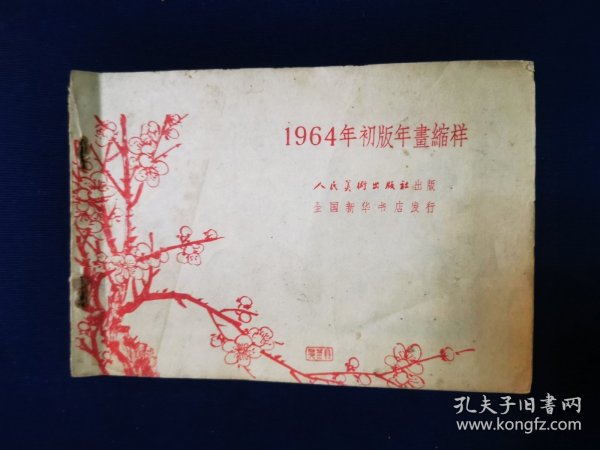 1964年初版年畫縮样
人民美術出版社出版
全国新华书店发行
孔夫子旧書网
www.kongfz.com